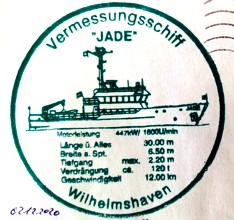 Vermessungsschiff
"JADE"
Motorleistung 447kW/ 1800U/min
Länge ü. Alles 30.00 m
Breite a. Spt. 6.50 m
Tiefgang max. 2.20 m
Verdrängung ca. 120 t
Geschwindigkeit 12.00 kn
Wilhelmshaven
02.12.2020